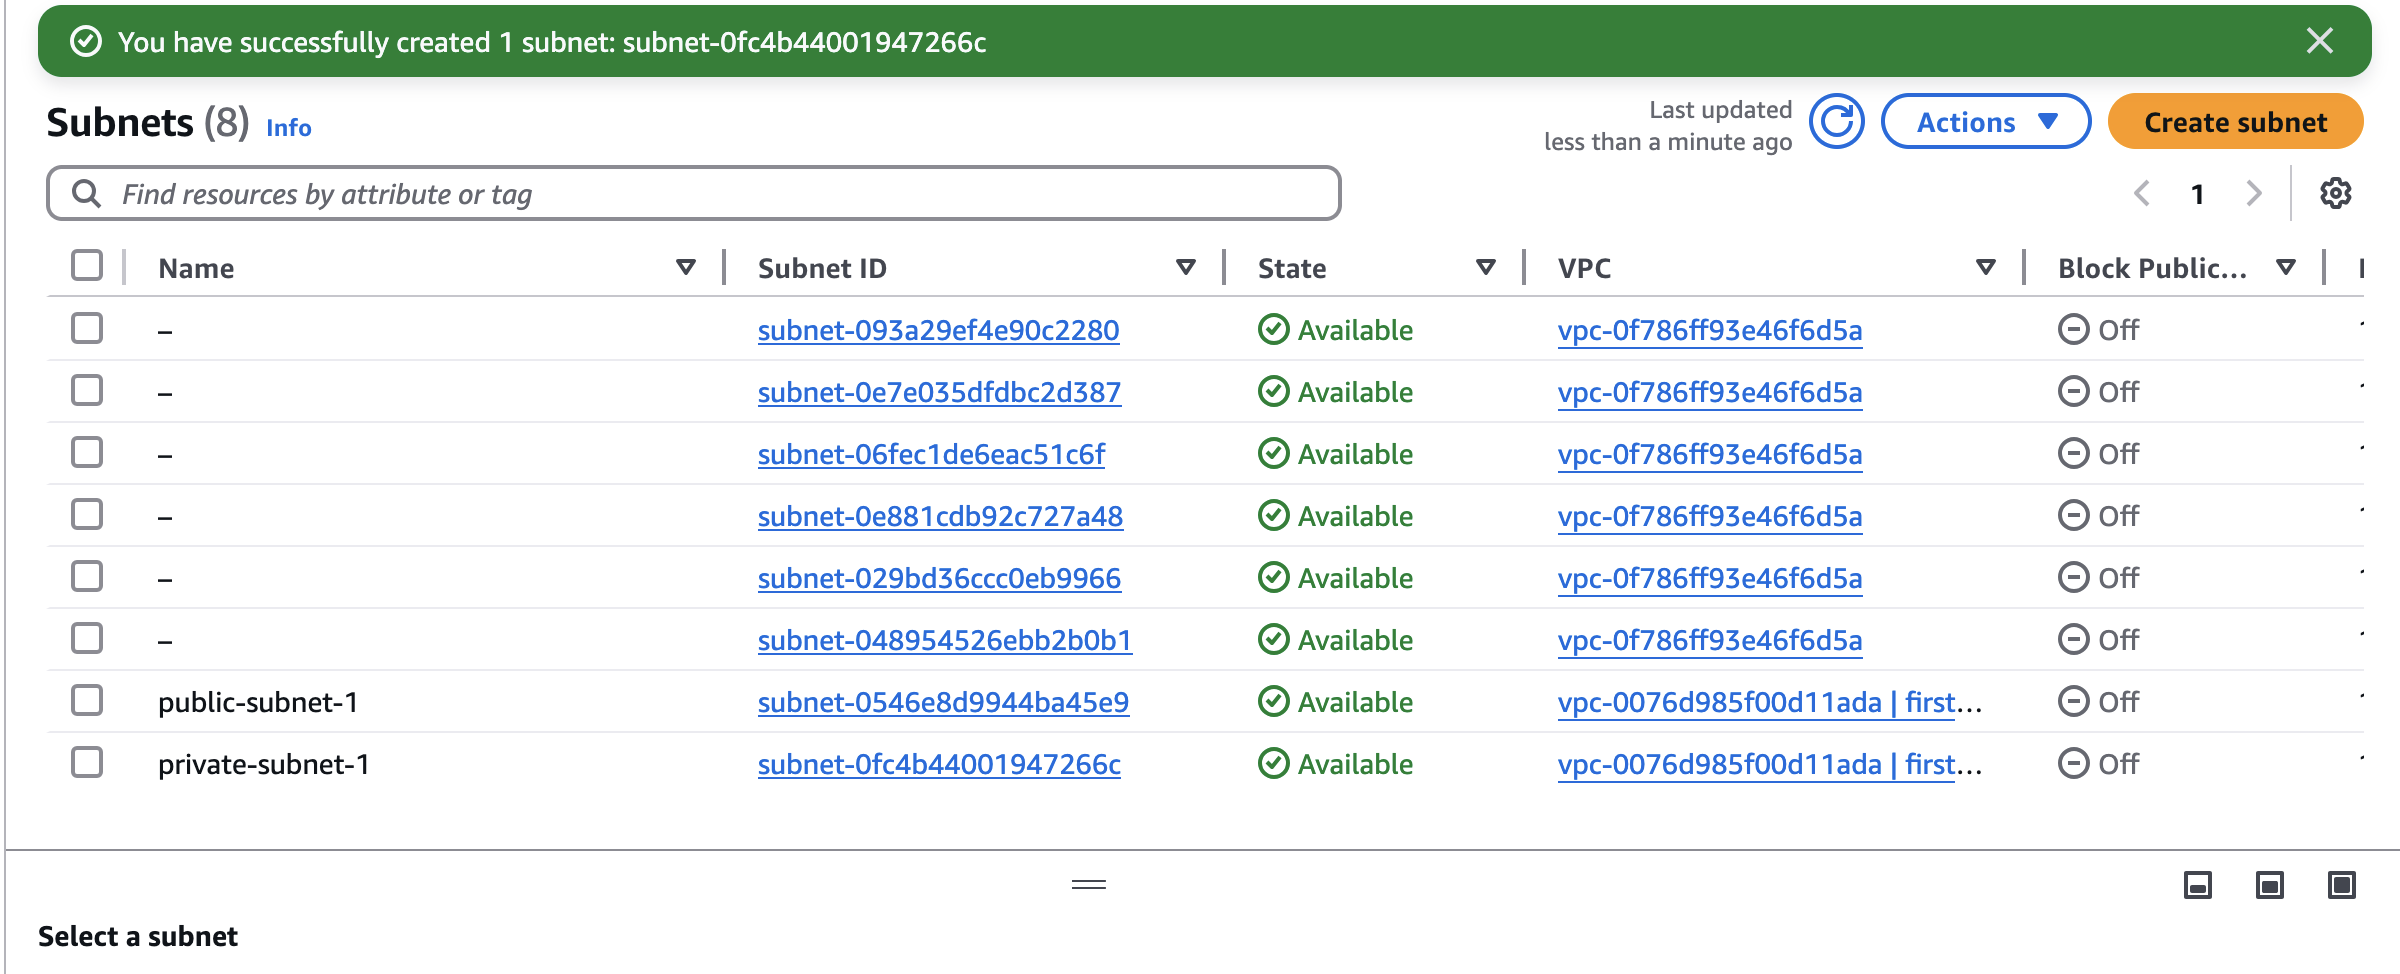 You have successfully created 1 subnet: subnet-0fc4b44001947266c
Subnets (8) Info
Last updated
less than a minute ago
Actions
Create subnet
Find resources by attribute or tag
1
Name Subnet ID State VPC Block Public...
– subnet-093a29ef4e90c2280 Available vpc-0f786ff93e46f6d5a Off
– subnet-0e7e035dfdbc2d387 Available vpc-0f786ff93e46f6d5a Off
– subnet-06fec1de6eac51c6f Available vpc-0f786ff93e46f6d5a Off
– subnet-0e881cdb92c727a48 Available vpc-0f786ff93e46f6d5a Off
– subnet-029bd36ccc0eb9966 Available vpc-0f786ff93e46f6d5a Off
– subnet-048954526ebb2b0b1 Available vpc-0f786ff93e46f6d5a Off
public-subnet-1 subnet-0546e8d9944ba45e9 Available vpc-0076d985f00d11ada | first... Off
private-subnet-1 subnet-0fc4b44001947266c Available vpc-0076d985f00d11ada | first... Off
Select a subnet